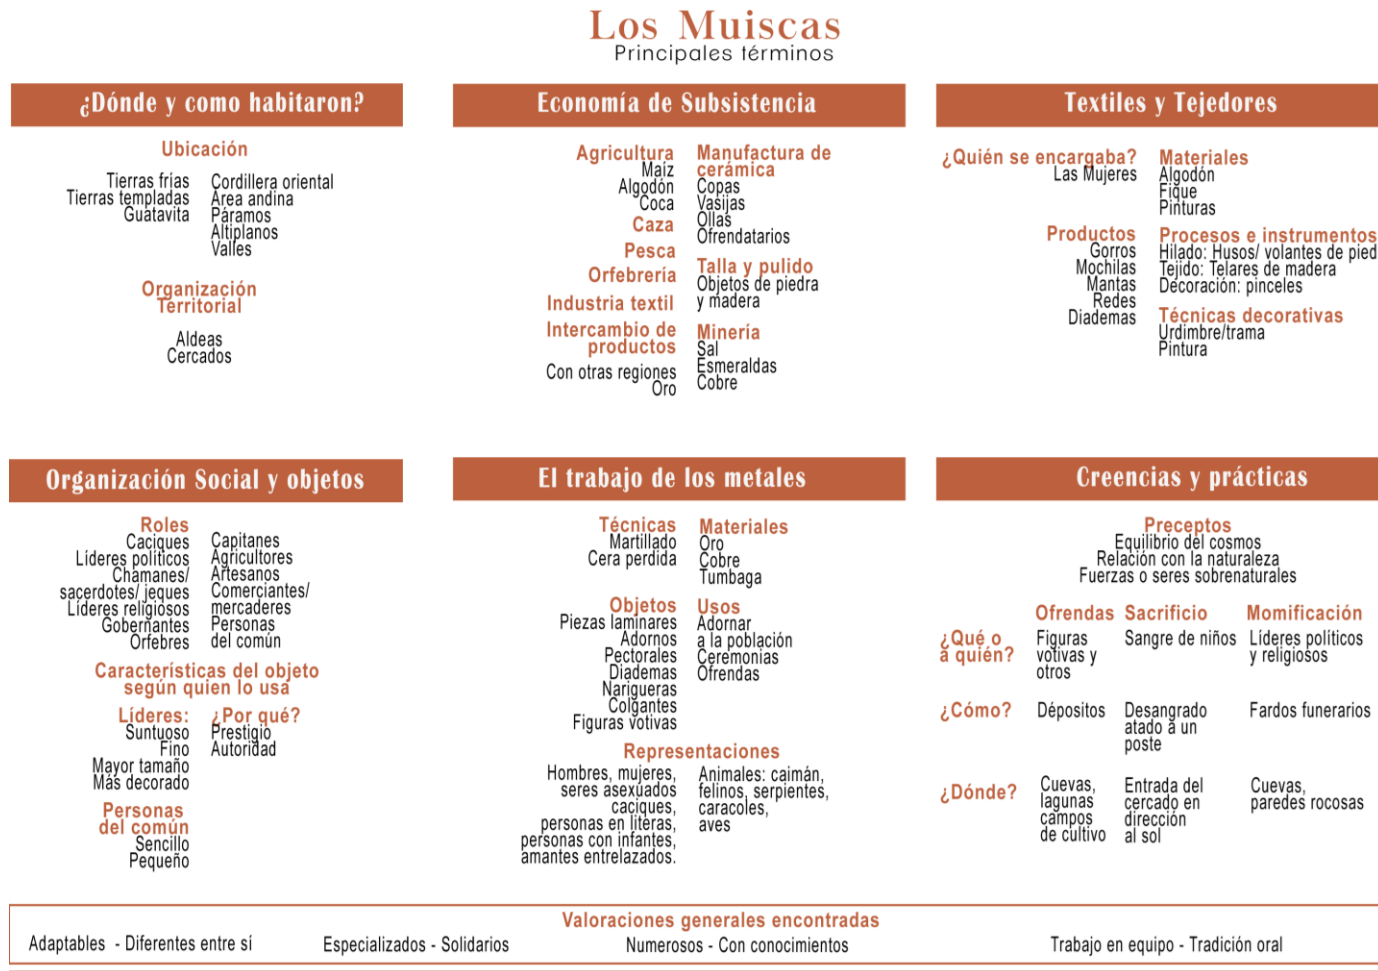 Los Muiscas
Principales términos
¿Dónde y como habitaron?
Ubicación
Tierras frias
Tierras templadas
Guatavita
Cordillera oriental
Area andina
Páramos
Altiplanos
Valles
Organización
Territorial
Aldeas
Cercados
Economía de Subsistencia
Agricultura
Maíz
Algodón
Coca
Caza
Pesca
Orfebrería
Industria textil
Intercambio de
productos
Con otras regiones
Oro
Manufactura de
cerámica
Copas
Vasijas
Ollas
Ofrendatarios
Talla y pulido
Objetos de piedra
y madera
Minería
Sal
Esmeraldas
Cobre
Textiles y Tejedores
¿Quién se encargaba?
Las Mujeres
Productos
Gorros
Mochilas
Mantas
Redes
Diademas
Materiales
Algodón
Fique
Pinturas
Procesos e instrumentos
Hilado: Husos/ volantes de pied
Tejido: Telares de madera
Decoración: pinceles
Técnicas decorativas
Urdimbre/trama
Pintura
Organización Social y objetos
Roles
Caciques
Líderes políticos
Chamanes/
sacerdotes/ jeques
Líderes religiosos
Gobernantes
Orfebres
Capitanes
Agricultores
Artesanos
Comerciantes/
mercaderes
Personas
del común
Características del objeto
según quien lo usa
Líderes:
Suntuoso
Fino
Mayor tamaño
Más decorado
¿Por qué?
Prestigio
Autoridad
Personas
del común
Sencillo
Pequeño
El trabajo de los metales
Técnicas
Martillado
Cera perdida
Materiales
Oro
Cobre
Tumbaga
Objetos
Piezas laminares
Adornos
Pectorales
Diademas
Narigueras
Colgantes
Figuras votivas
Usos
Adornar
a la población
Ceremonias
Ofrendas
Representaciones
Hombres, mujeres,
seres asexuados
caciques,
personas en literas,
personas con infantes,
amantes entrelazados.
Animales: caimán,
felinos, serpientes,
caracoles,
aves
Creencias y prácticas
Preceptos
Equilibrio del cosmos
Relación con la naturaleza
Fuerzas o seres sobrenaturales
Ofrendas Sacrificio Momificación
¿Qué o
a quién?
Figuras
votivas y
otros
Sangre de niños
Líderes políticos
y religiosos
¿Cómo?
Dépositos
Desangrado
atado a un
poste
Fardos funerarios
¿Dónde?
Cuevas,
lagunas
campos
de cultivo
Entrada del
cercado en
dirección
al sol
Cuevas,
paredes rocosas
Valoraciones generales encontradas
Adaptables - Diferentes entre sí
Especializados - Solidarios
Numerosos - Con conocimientos
Trabajo en equipo - Tradición oral